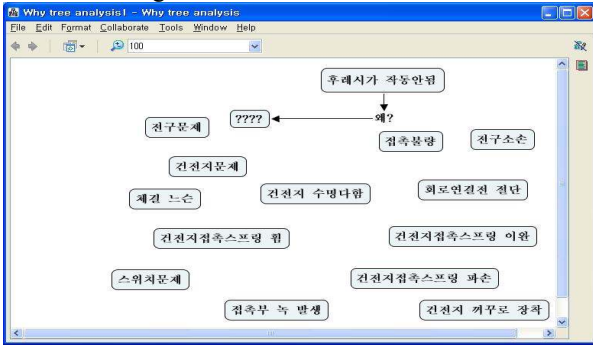 Why tree analysis1 - Why tree analysis
File Edit Format Collaborate Tools Window Help
100
후레시가 작동안됨
왜?
????
전구문제
접촉불량
전구소손
건전지문제
체결 느슨
건전지 수명다함
회로연결전 절단
건전지접촉스프링 휨
건전지접촉스프링 이완
스위치문제
건전지접촉스프링 파손
접촉부 녹 발생
건전지 꺼꾸로 장착